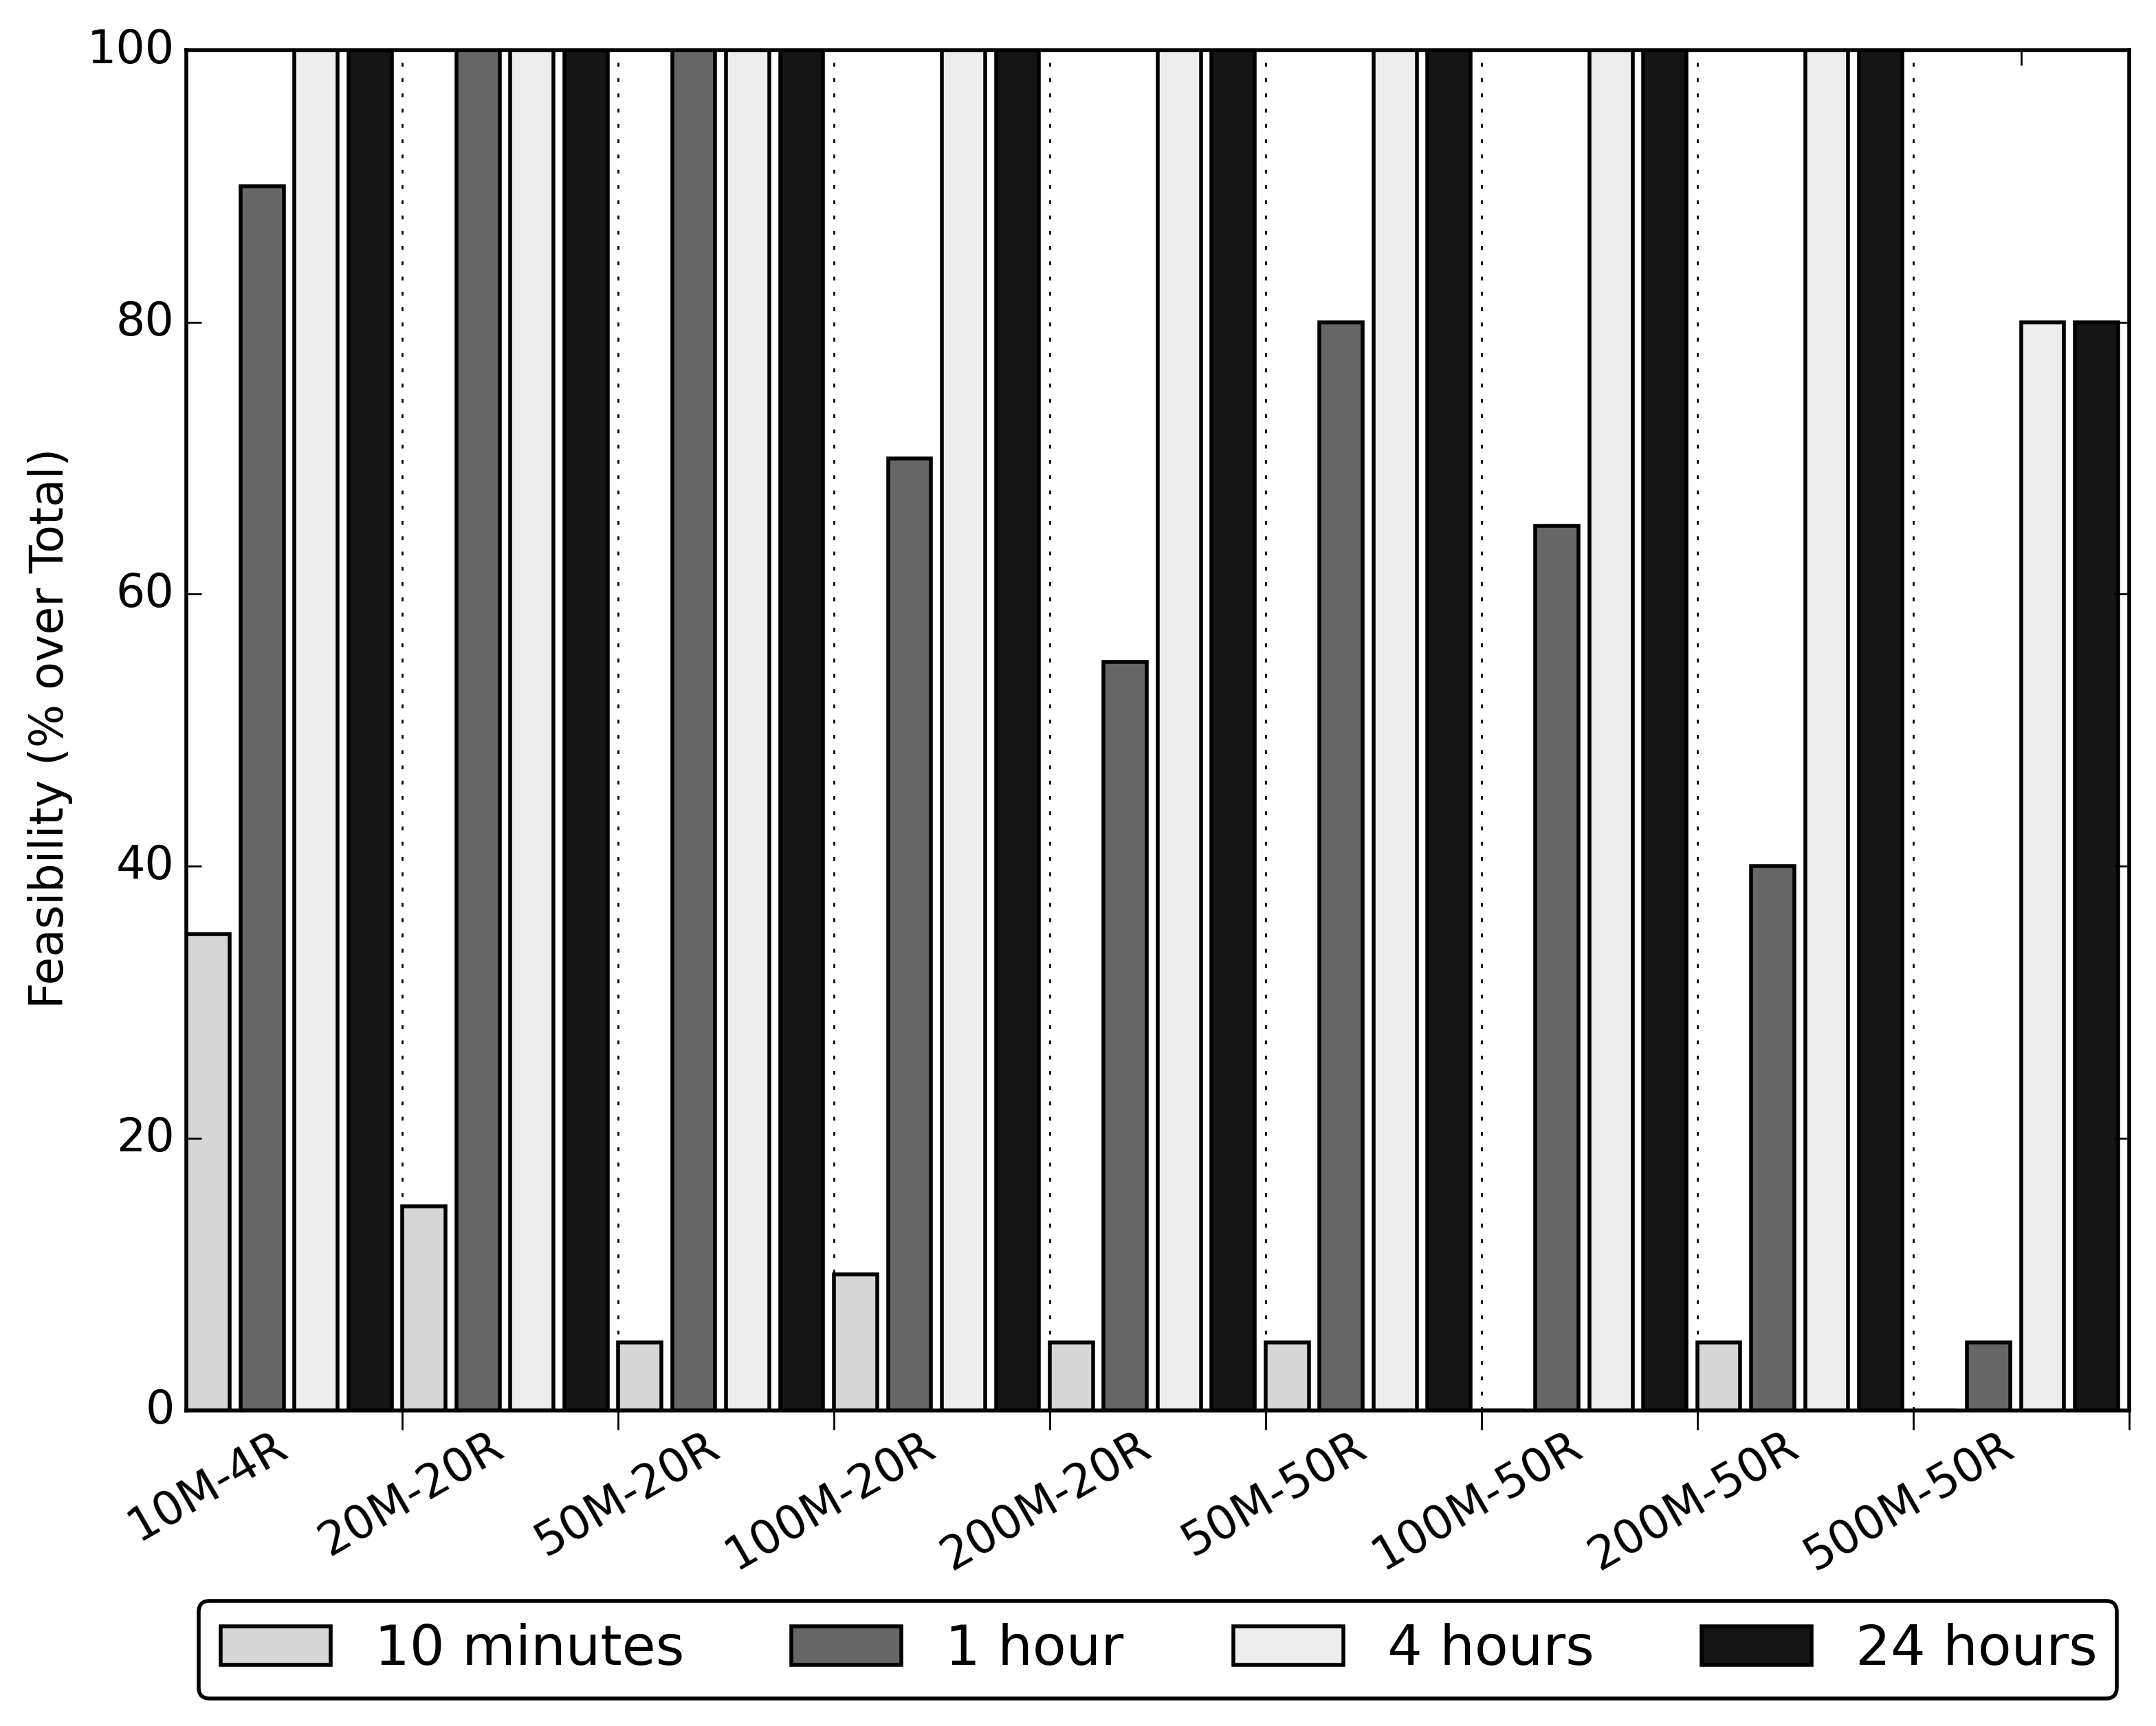 Feasibility (% over Total)
100
80
60
40
20
0
10M-4R
20M-20R
50M-20R
100M-20R
200M-20R
50M-50R
100M-50R
200M-50R
500M-50R
10 minutes
1 hour
4 hours
24 hours